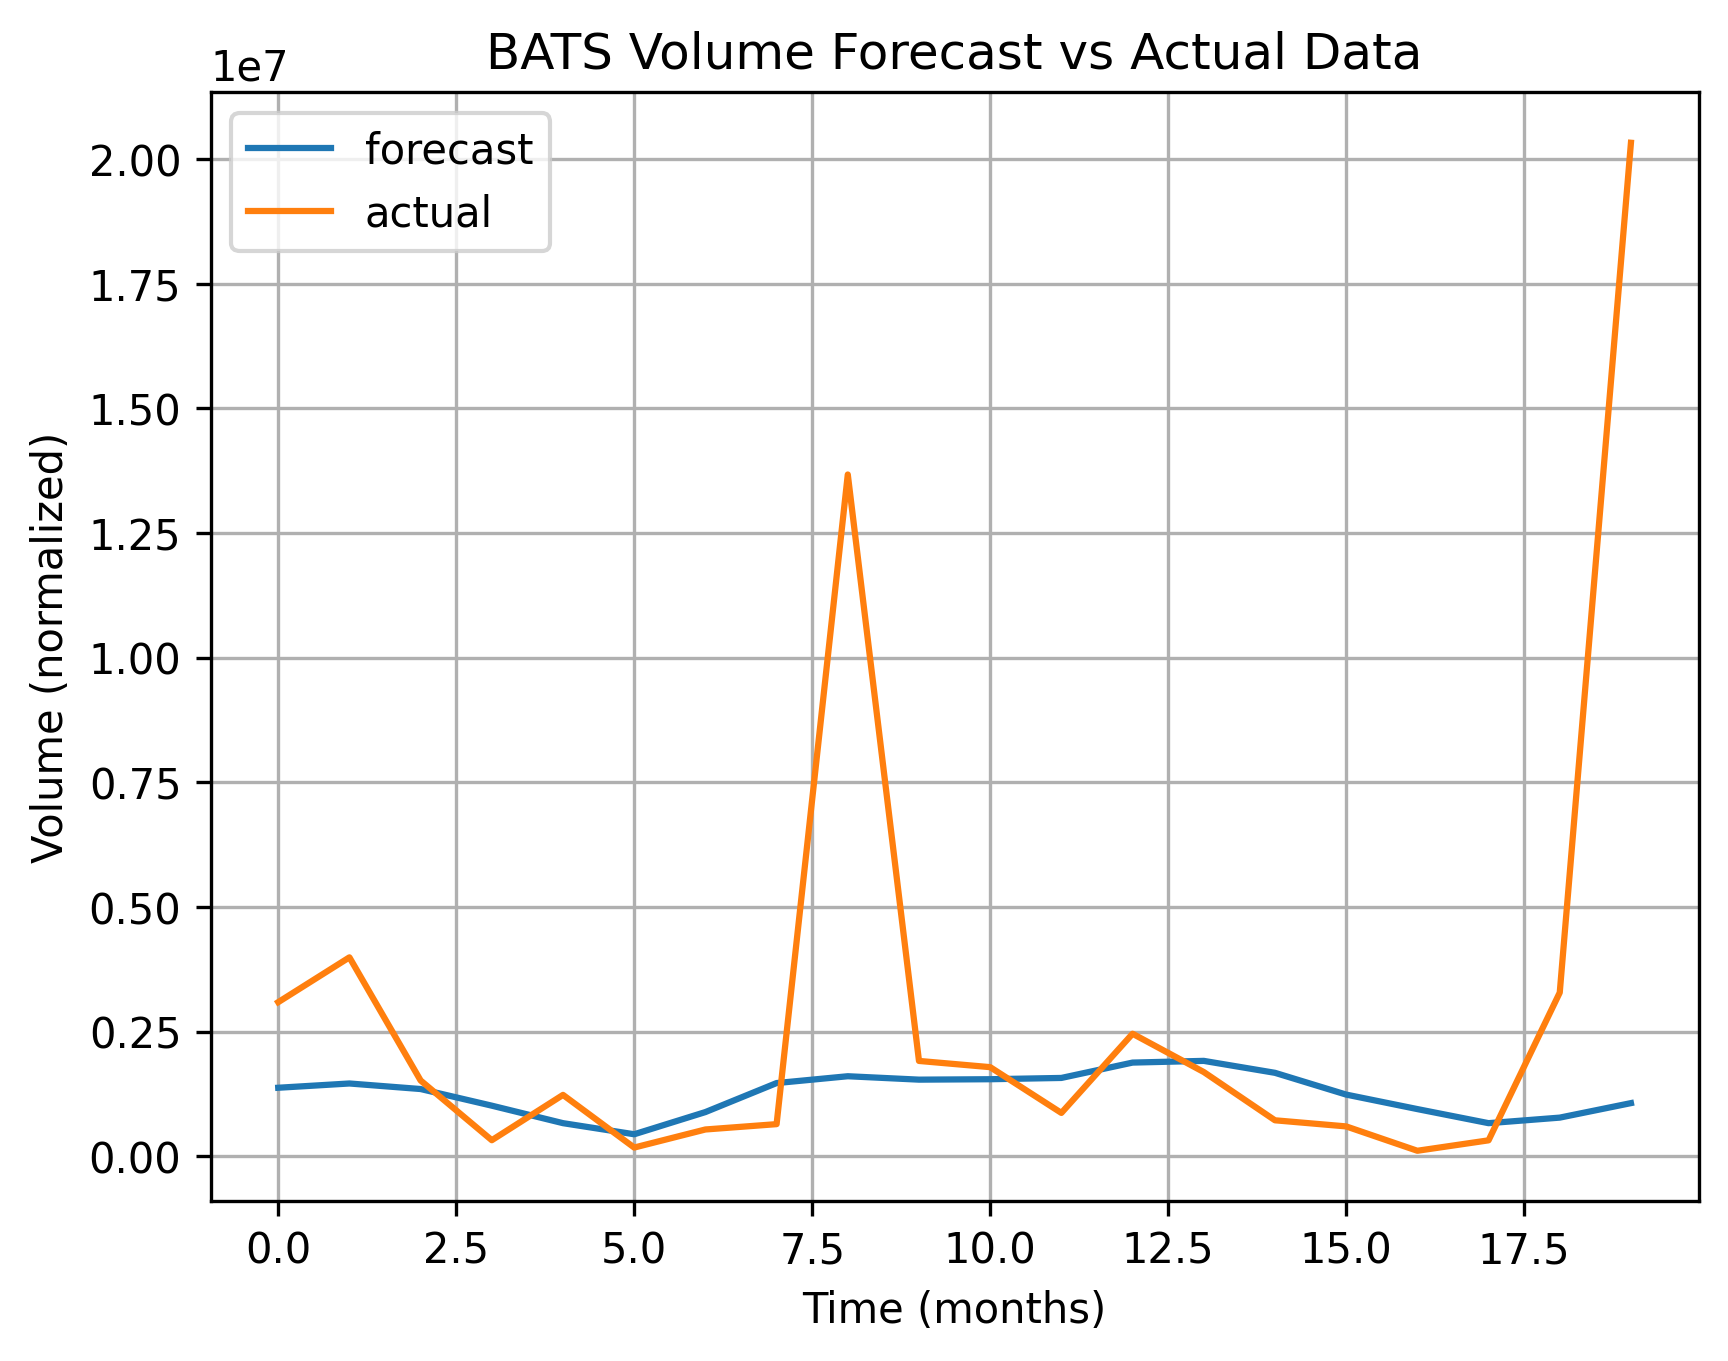 BATS Volume Forecast vs Actual Data
1e7
forecast
actual
2.00
1.75
1.50
1.25
1.00
0.75
0.50
0.25
0.00
Volume (normalized)
0.0 2.5 5.0 7.5 10.0 12.5 15.0 17.5
Time (months)